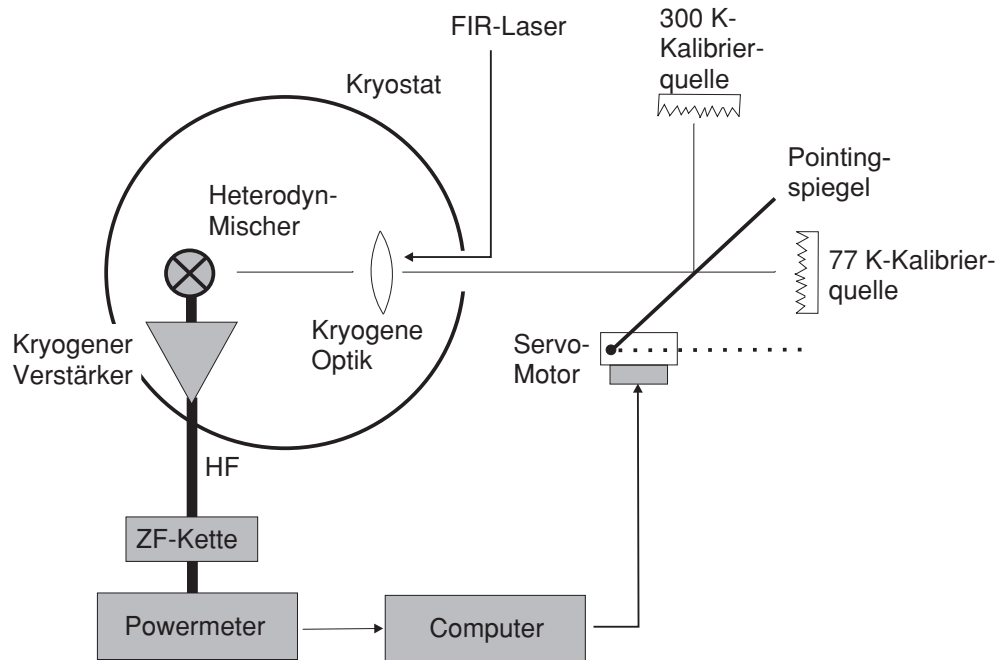 FIR-Laser
300 K-
Kalibrier-
quelle
Kryostat
Pointing-
spiegel
Heterodyn-
Mischer
77 K-Kalibrier-
quelle
Kryogene
Optik
Kryogener
Verstärker
Servo-
Motor
HF
ZF-Kette
Powermeter
Computer